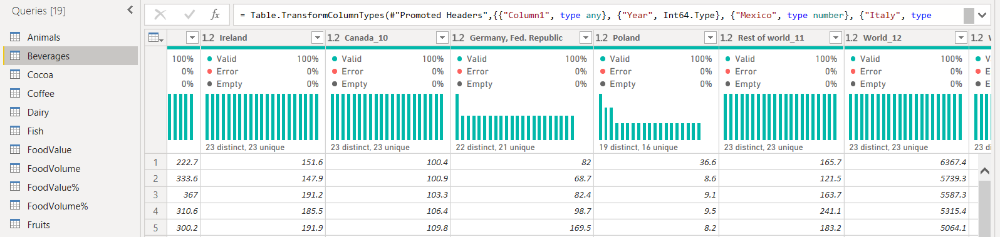 Queries [19]
Animals
Beverages
Cocoa
Coffee
Dairy
Fish
FoodValue
FoodVolume
FoodValue%
FoodVolume%
Fruits
fx = Table.TransformColumnTypes(#"Promoted Headers",{{"Column1", type any}, {"Year", Int64.Type}, {"Mexico", type number}, {"Italy", type
1.2 Ireland 1.2 Canada_10 1.2 Germany, Fed. Republic 1.2 Poland 1.2 Rest of world_11 1.2 World_12 1.2
100% Valid 100% Valid 100% Valid 100% Valid 100% Valid 100% Valid 100%
0% Error 0% Error 0% Error 0% Error 0% Error 0% Error 0%
0% Empty 0% Empty 0% Empty 0% Empty 0% Empty 0% Empty 0%
23 distinct, 23 unique 23 distinct, 23 unique 22 distinct, 21 unique 19 distinct, 16 unique 23 distinct, 23 unique 23 distinct, 23 unique 23
1 222.7 151.6 100.4 82 36.6 165.7 6367.4
2 333.6 147.9 100.9 68.7 8.6 121.5 5739.3
3 367 191.2 103.3 82.4 9.1 163.7 5587.3
4 310.6 185.5 106.4 98.7 9.5 241.1 5315.4
5 300.2 191.9 109.8 169.5 8.2 183.2 5064.1